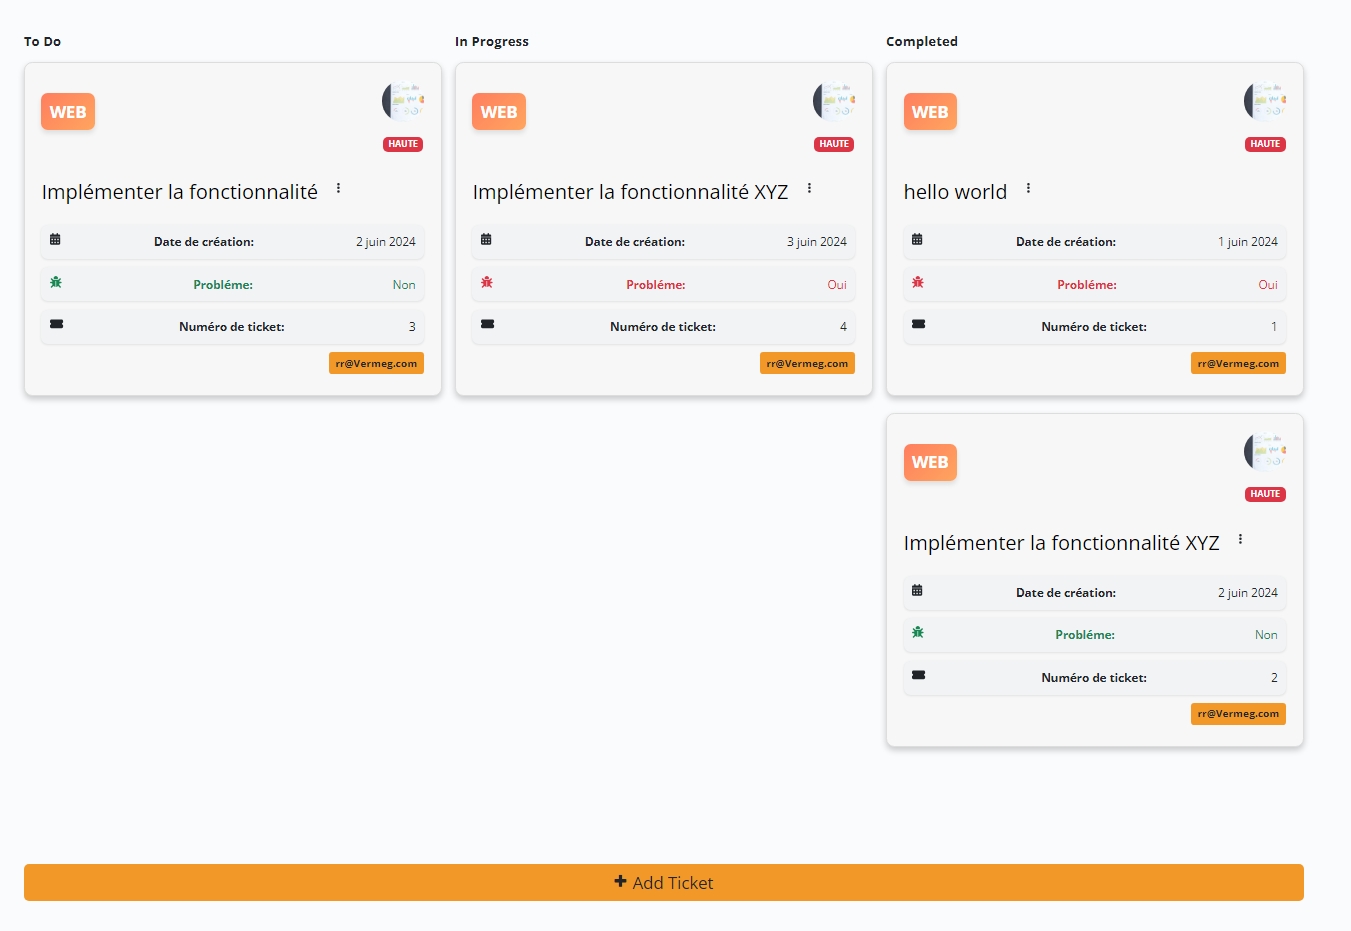 To Do
WEB
HAUTE
Implémenter la fonctionnalité
Date de création: 2 juin 2024
Probléme: Non
Numéro de ticket: 3
rr@Vermeg.com
In Progress
WEB
HAUTE
Implémenter la fonctionnalité XYZ
Date de création: 3 juin 2024
Probléme: Oui
Numéro de ticket: 4
rr@Vermeg.com
Completed
WEB
HAUTE
hello world
Date de création: 1 juin 2024
Probléme: Oui
Numéro de ticket: 1
rr@Vermeg.com
WEB
HAUTE
Implémenter la fonctionnalité XYZ
Date de création: 2 juin 2024
Probléme: Non
Numéro de ticket: 2
rr@Vermeg.com
Add Ticket